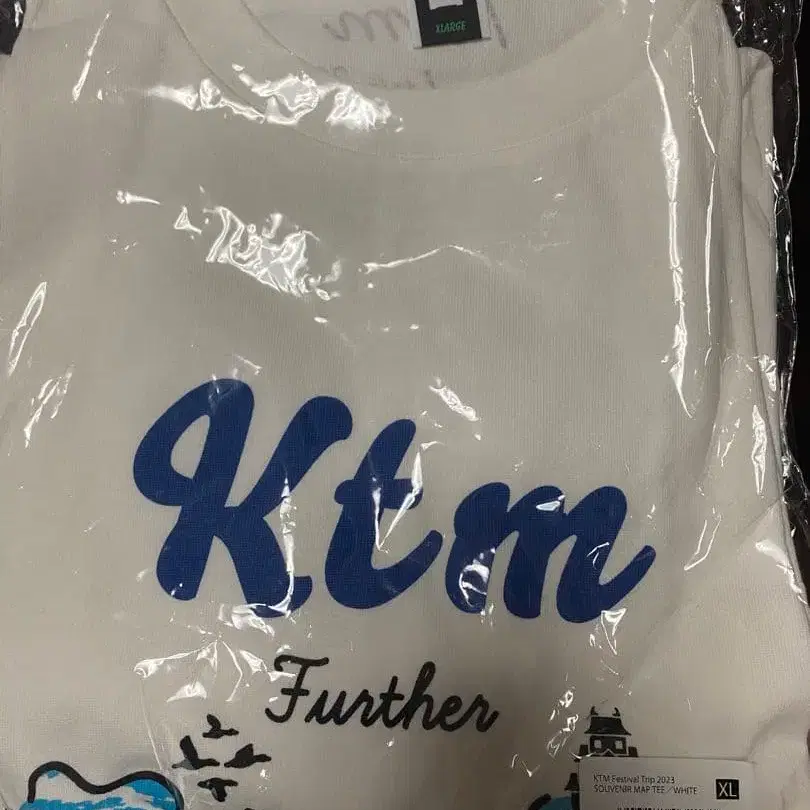 XLARGE
Ktm
Further
KTM Festival Trip 2023
SOUVENIR MAP TEE／WHITE
XL